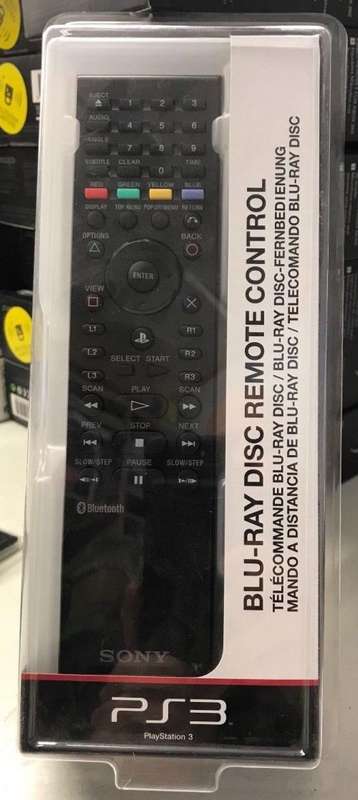 EJECT
1 2 3
AUDIO
4 5 6
ANGLE
7 8 9
SUBTITLE CLEAR TIME
0
RED GREEN YELLOW BLUE
DISPLAY TOP MENU POP UP/MENU RETURN
OPTIONS BACK
ENTER
VIEW
L1 R1
L2 R2
SELECT START
L3 R3
SCAN PLAY SCAN
PREV STOP NEXT
SLOW/STEP PAUSE SLOW/STEP
Bluetooth
SONY
BLU-RAY DISC REMOTE CONTROL
TÉLÉCOMMANDE BLU-RAY DISC / BLU-RAY DISC-FERNBEDIENUNG
MANDO A DISTANCIA DE BLU-RAY DISC / TELECOMANDO BLU-RAY DISC
PS3
PlayStation 3